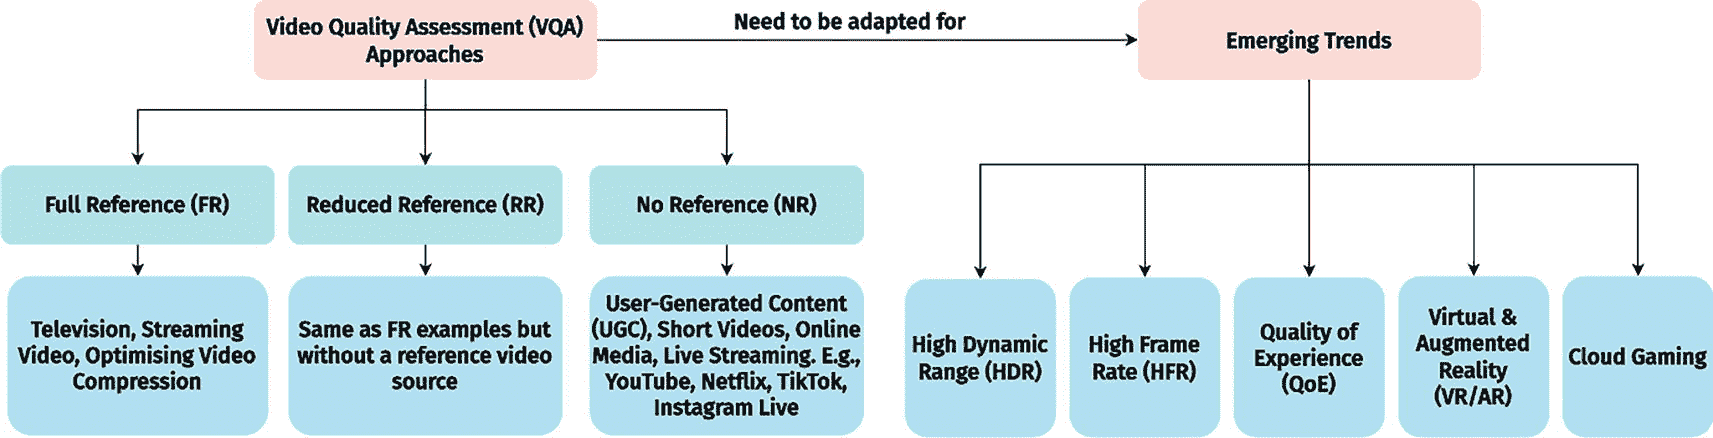 Video Quality Assessment (VQA)
Approaches
Need to be adapted for
Emerging Trends
Full Reference (FR)
Reduced Reference (RR)
No Reference (NR)
Television, Streaming
Video, Optimising Video
Compression
Same as FR examples but
without a reference video
source
User-Generated Content
(UGC), Short Videos, Online
Media, Live Streaming. E.g.,
YouTube, Netflix, TikTok,
Instagram Live
High Dynamic
Range (HDR)
High Frame
Rate (HFR)
Quality of
Experience
(QoE)
Virtual &
Augmented
Reality
(VR/AR)
Cloud Gaming